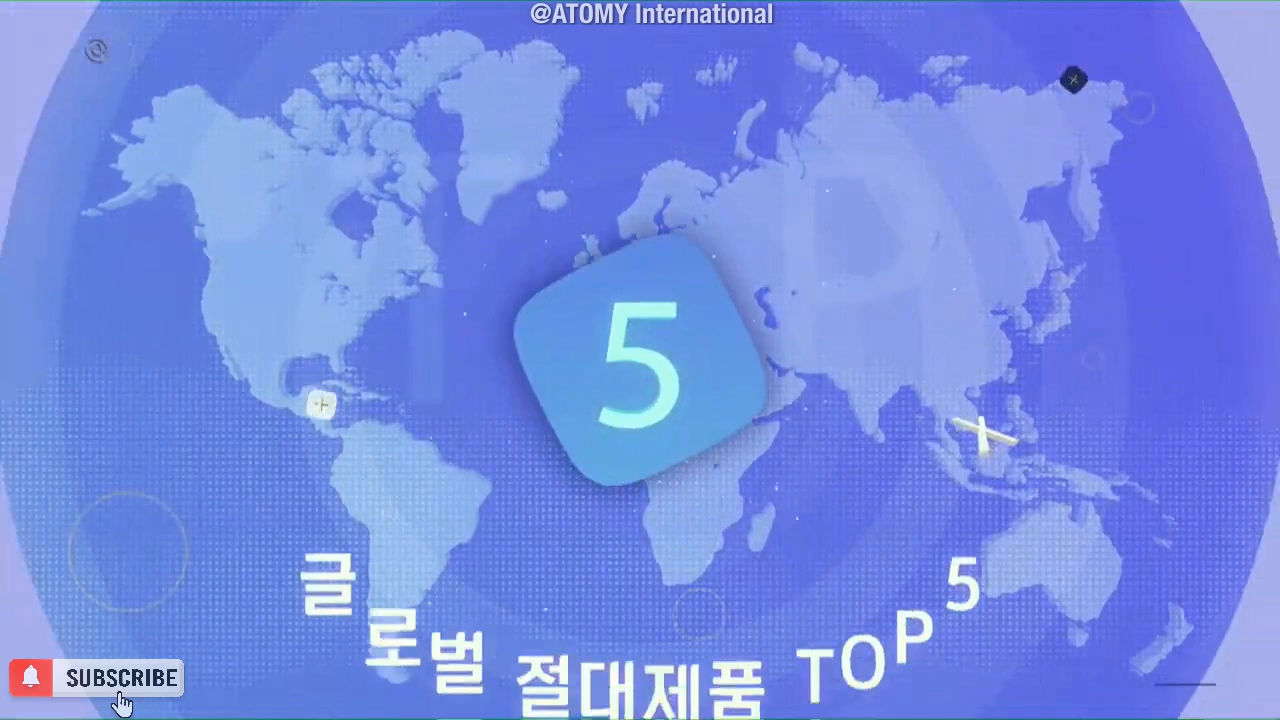 @ATOMY International
5
글로벌 절대제품 TOP 5
SUBSCRIBE